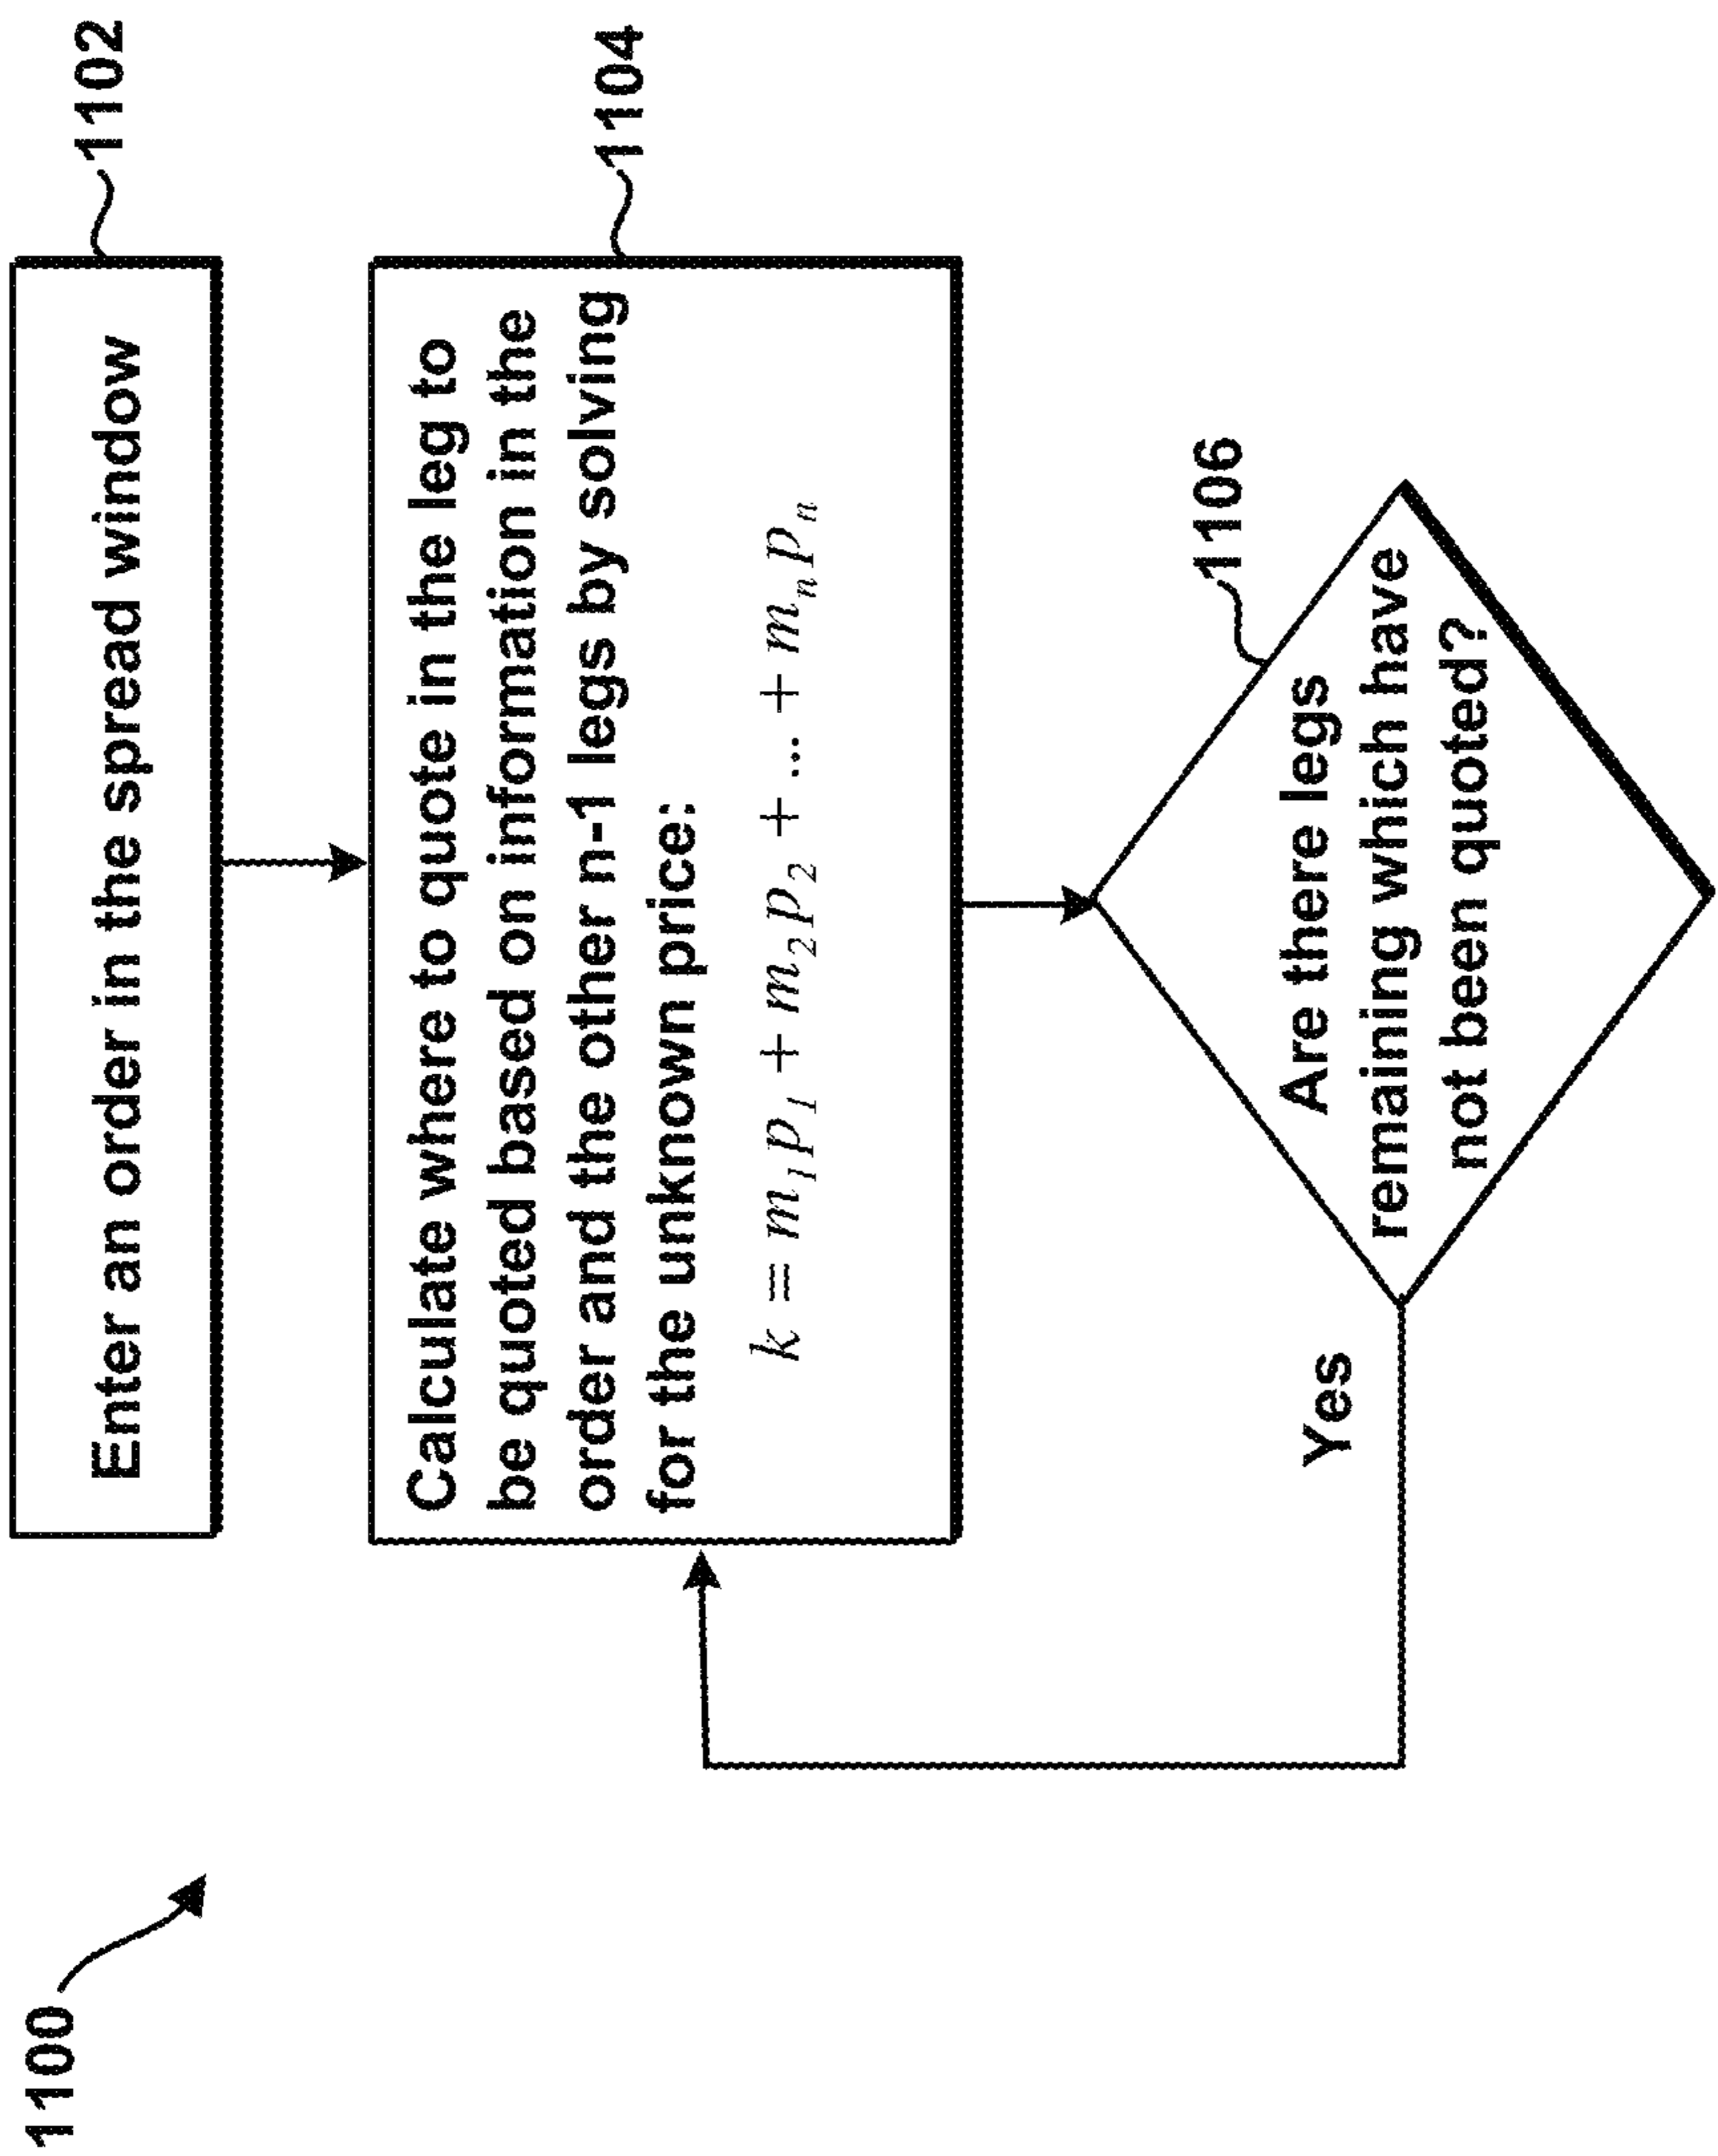 1100
Enter an order in the spread window
1102
Calculate where to quote in the leg to
be quoted based on information in the
order and the other n-1 legs by solving
for the unknown price:
k = m₁p₁ + m₂p₂ + ... + mₙpₙ
1104
Are there legs
remaining which have
not been quoted?
1106
Yes